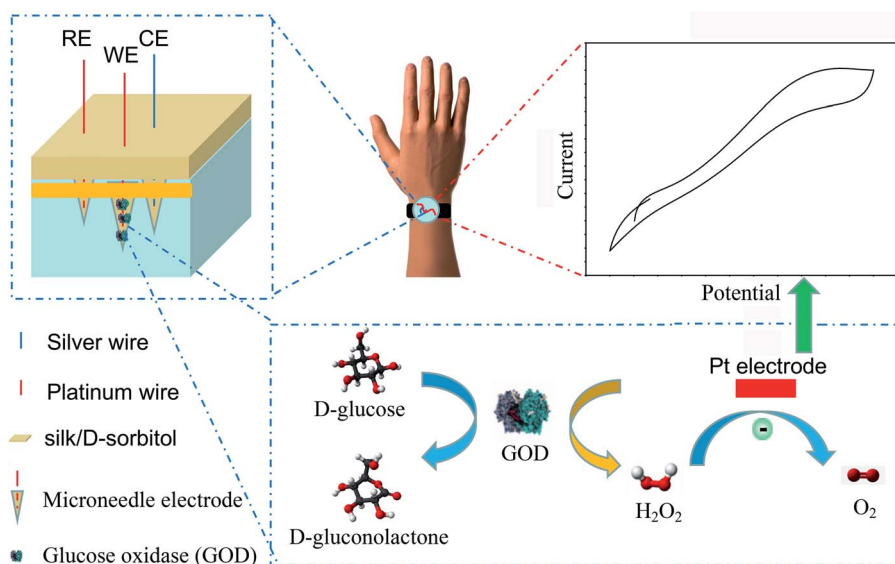 RE
WE
CE
Current
Potential
Silver wire
Platinum wire
silk/D-sorbitol
Microneedle electrode
Glucose oxidase (GOD)
D-glucose
D-gluconolactone
GOD
Pt electrode
H₂O₂
O₂